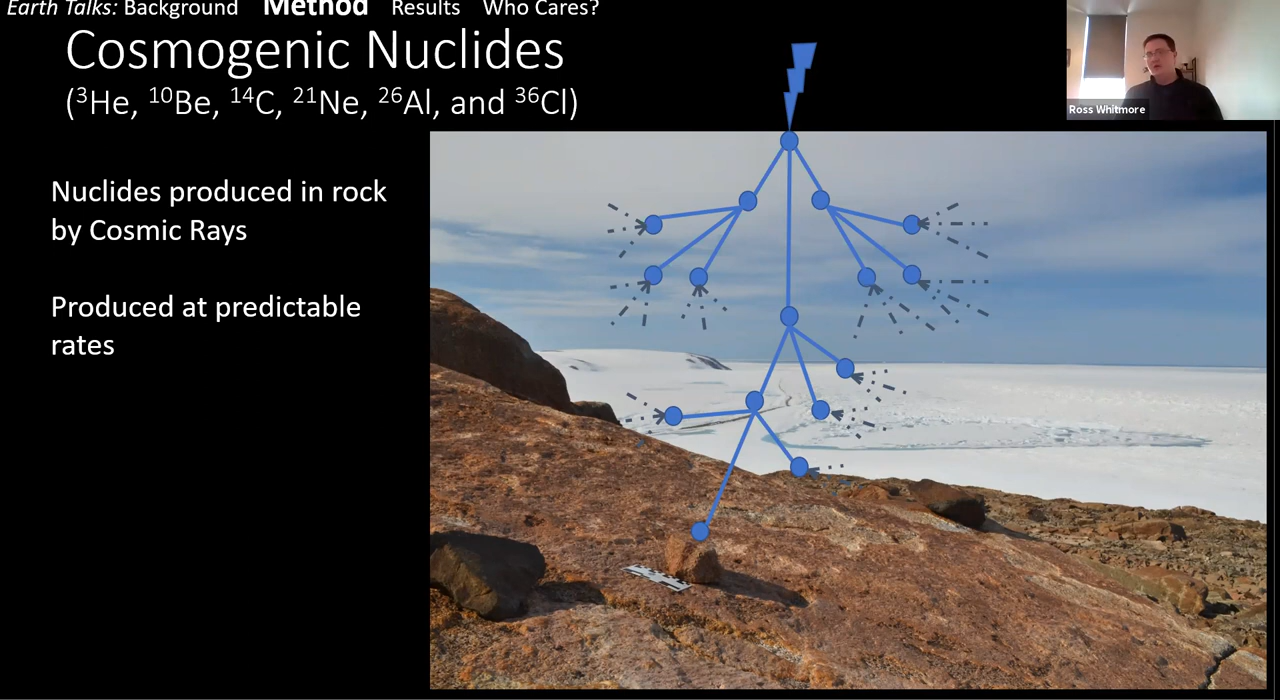 Earth Talks: Background Method Results Who Cares?
Cosmogenic Nuclides
(³He, ¹⁰Be, ¹⁴C, ²¹Ne, ²⁶Al, and ³⁶Cl)
Ross Whitmore
Nuclides produced in rock
by Cosmic Rays
Produced at predictable
rates